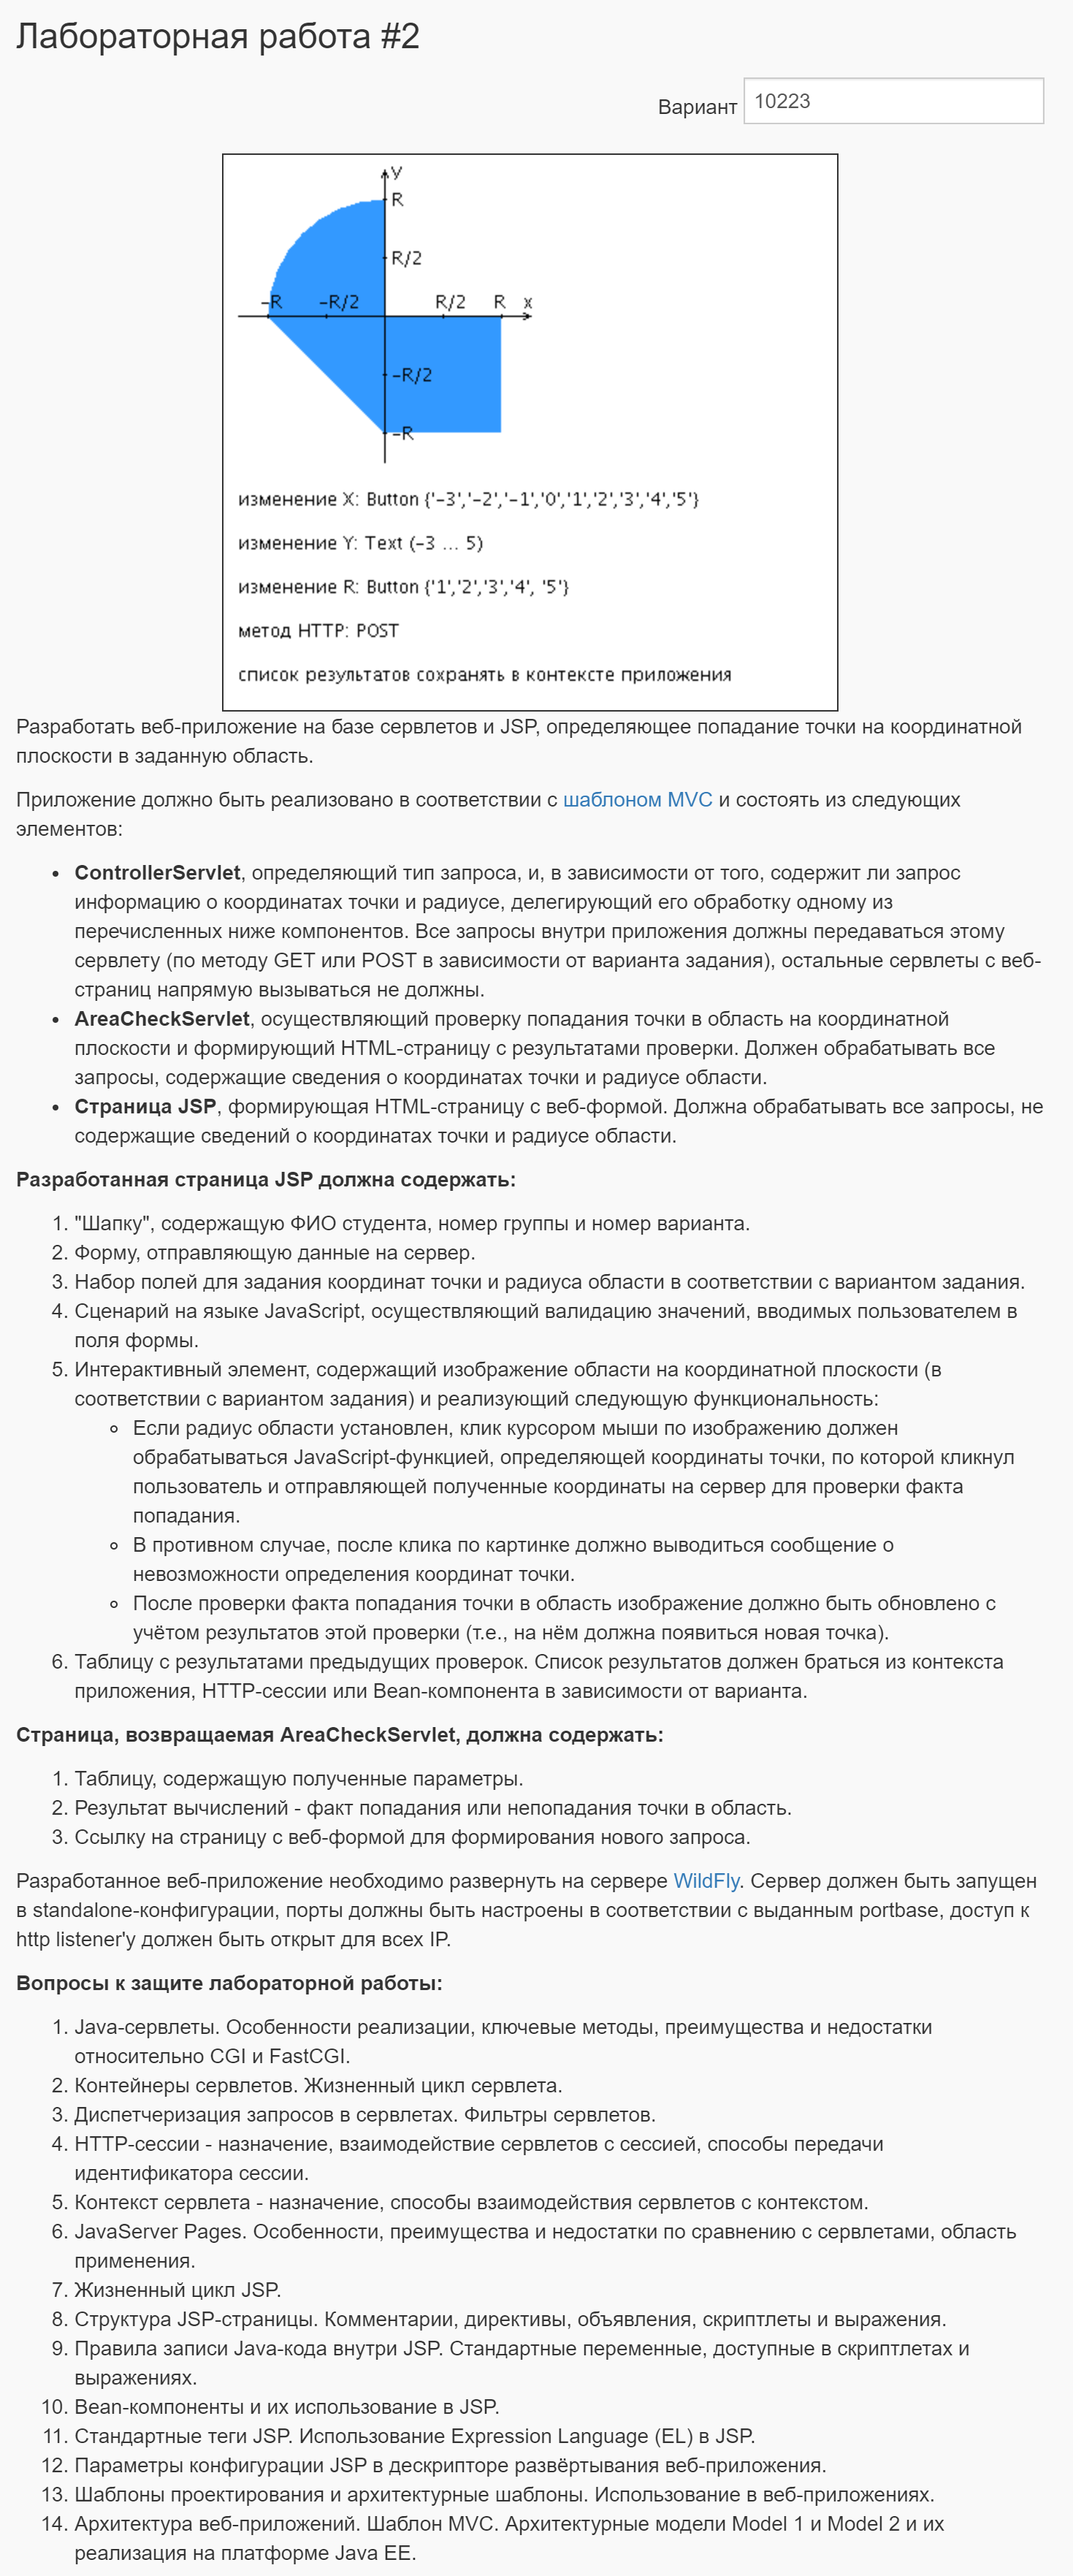 Лабораторная работа #2
Вариант 10223
y
R
R/2
-R -R/2 R/2 R x
-R/2
-R
изменение X: Button {'-3','-2','-1','0','1','2','3','4','5'}
изменение Y: Text (-3 ... 5)
изменение R: Button {'1','2','3','4', '5'}
метод HTTP: POST
список результатов сохранять в контексте приложения
Разработать веб-приложение на базе сервлетов и JSP, определяющее попадание точки на координатной
плоскости в заданную область.
Приложение должно быть реализовано в соответствии с шаблоном MVC и состоять из следующих
элементов:
• ControllerServlet, определяющий тип запроса, и, в зависимости от того, содержит ли запрос
информацию о координатах точки и радиусе, делегирующий его обработку одному из
перечисленных ниже компонентов. Все запросы внутри приложения должны передаваться этому
сервлету (по методу GET или POST в зависимости от варианта задания), остальные сервлеты с веб-
страниц напрямую вызываться не должны.
• AreaCheckServlet, осуществляющий проверку попадания точки в область на координатной
плоскости и формирующий HTML-страницу с результатами проверки. Должен обрабатывать все
запросы, содержащие сведения о координатах точки и радиусе области.
• Страница JSP, формирующая HTML-страницу с веб-формой. Должна обрабатывать все запросы, не
содержащие сведений о координатах точки и радиусе области.
Разработанная страница JSP должна содержать:
1. "Шапку", содержащую ФИО студента, номер группы и номер варианта.
2. Форму, отправляющую данные на сервер.
3. Набор полей для задания координат точки и радиуса области в соответствии с вариантом задания.
4. Сценарий на языке JavaScript, осуществляющий валидацию значений, вводимых пользователем в
поля формы.
5. Интерактивный элемент, содержащий изображение области на координатной плоскости (в
соответствии с вариантом задания) и реализующий следующую функциональность:
◦ Если радиус области установлен, клик курсором мыши по изображению должен
обрабатываться JavaScript-функцией, определяющей координаты точки, по которой кликнул
пользователь и отправляющей полученные координаты на сервер для проверки факта
попадания.
◦ В противном случае, после клика по картинке должно выводиться сообщение о
невозможности определения координат точки.
◦ После проверки факта попадания точки в область изображение должно быть обновлено с
учётом результатов этой проверки (т.е., на нём должна появиться новая точка).
6. Таблицу с результатами предыдущих проверок. Список результатов должен браться из контекста
приложения, HTTP-сессии или Bean-компонента в зависимости от варианта.
Страница, возвращаемая AreaCheckServlet, должна содержать:
1. Таблицу, содержащую полученные параметры.
2. Результат вычислений - факт попадания или непопадания точки в область.
3. Ссылку на страницу с веб-формой для формирования нового запроса.
Разработанное веб-приложение необходимо развернуть на сервере WildFly. Сервер должен быть запущен
в standalone-конфигурации, порты должны быть настроены в соответствии с выданным portbase, доступ к
http listener'у должен быть открыт для всех IP.
Вопросы к защите лабораторной работы:
1. Java-сервлеты. Особенности реализации, ключевые методы, преимущества и недостатки
относительно CGI и FastCGI.
2. Контейнеры сервлетов. Жизненный цикл сервлета.
3. Диспетчеризация запросов в сервлетах. Фильтры сервлетов.
4. HTTP-сессии - назначение, взаимодействие сервлетов с сессией, способы передачи
идентификатора сессии.
5. Контекст сервлета - назначение, способы взаимодействия сервлетов с контекстом.
6. JavaServer Pages. Особенности, преимущества и недостатки по сравнению с сервлетами, область
применения.
7. Жизненный цикл JSP.
8. Структура JSP-страницы. Комментарии, директивы, объявления, скриптлеты и выражения.
9. Правила записи Java-кода внутри JSP. Стандартные переменные, доступные в скриптлетах и
выражениях.
10. Bean-компоненты и их использование в JSP.
11. Стандартные теги JSP. Использование Expression Language (EL) в JSP.
12. Параметры конфигурации JSP в дескрипторе развёртывания веб-приложения.
13. Шаблоны проектирования и архитектурные шаблоны. Использование в веб-приложениях.
14. Архитектура веб-приложений. Шаблон MVC. Архитектурные модели Model 1 и Model 2 и их
реализация на платформе Java EE.